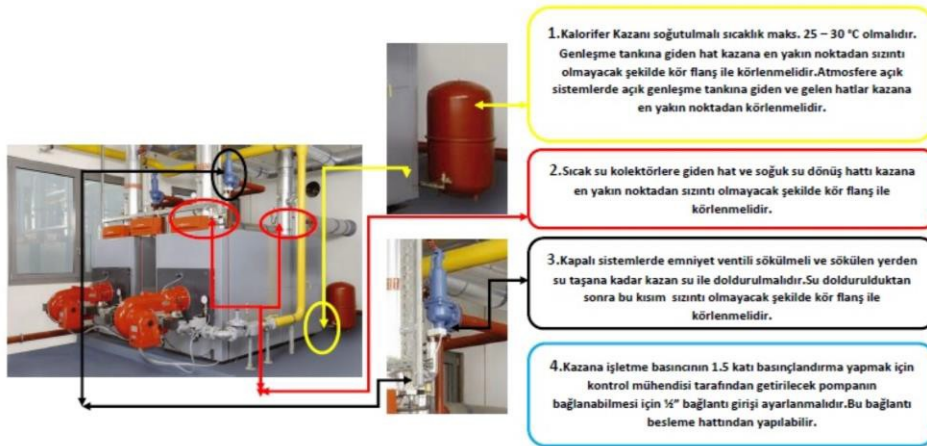 1.Kalorifer Kazanı soğutulmalı sıcaklık maks. 25 – 30 °C olmalıdır.
Genleşme tankına giden hat kazana en yakın noktadan sızıntı
olmayacak şekilde kör flanş ile körlenmelidir.Atmosfere açık
sistemlerde açık genleşme tankına giden ve gelen hatlar kazana
en yakın noktadan körlenmelidir.
2.Sıcak su kolektörlere giden hat ve soğuk su dönüş hattı kazana
en yakın noktadan sızıntı olmayacak şekilde kör flanş ile
körlenmelidir.
3.Kapalı sistemlerde emniyet ventili sökülmeli ve sökülen yerden
su taşana kadar kazan su ile doldurulmalıdır.Su doldurulduktan
sonra bu kısım sızıntı olmayacak şekilde kör flanş ile
körlenmelidir.
4.Kazana işletme basıncının 1.5 katı basınçlandırma yapmak için
kontrol mühendisi tarafından getirilecek pompanın
bağlanabilmesi için ½” bağlantı girişi ayarlanmalıdır.Bu bağlantı
besleme hattından yapılabilir.